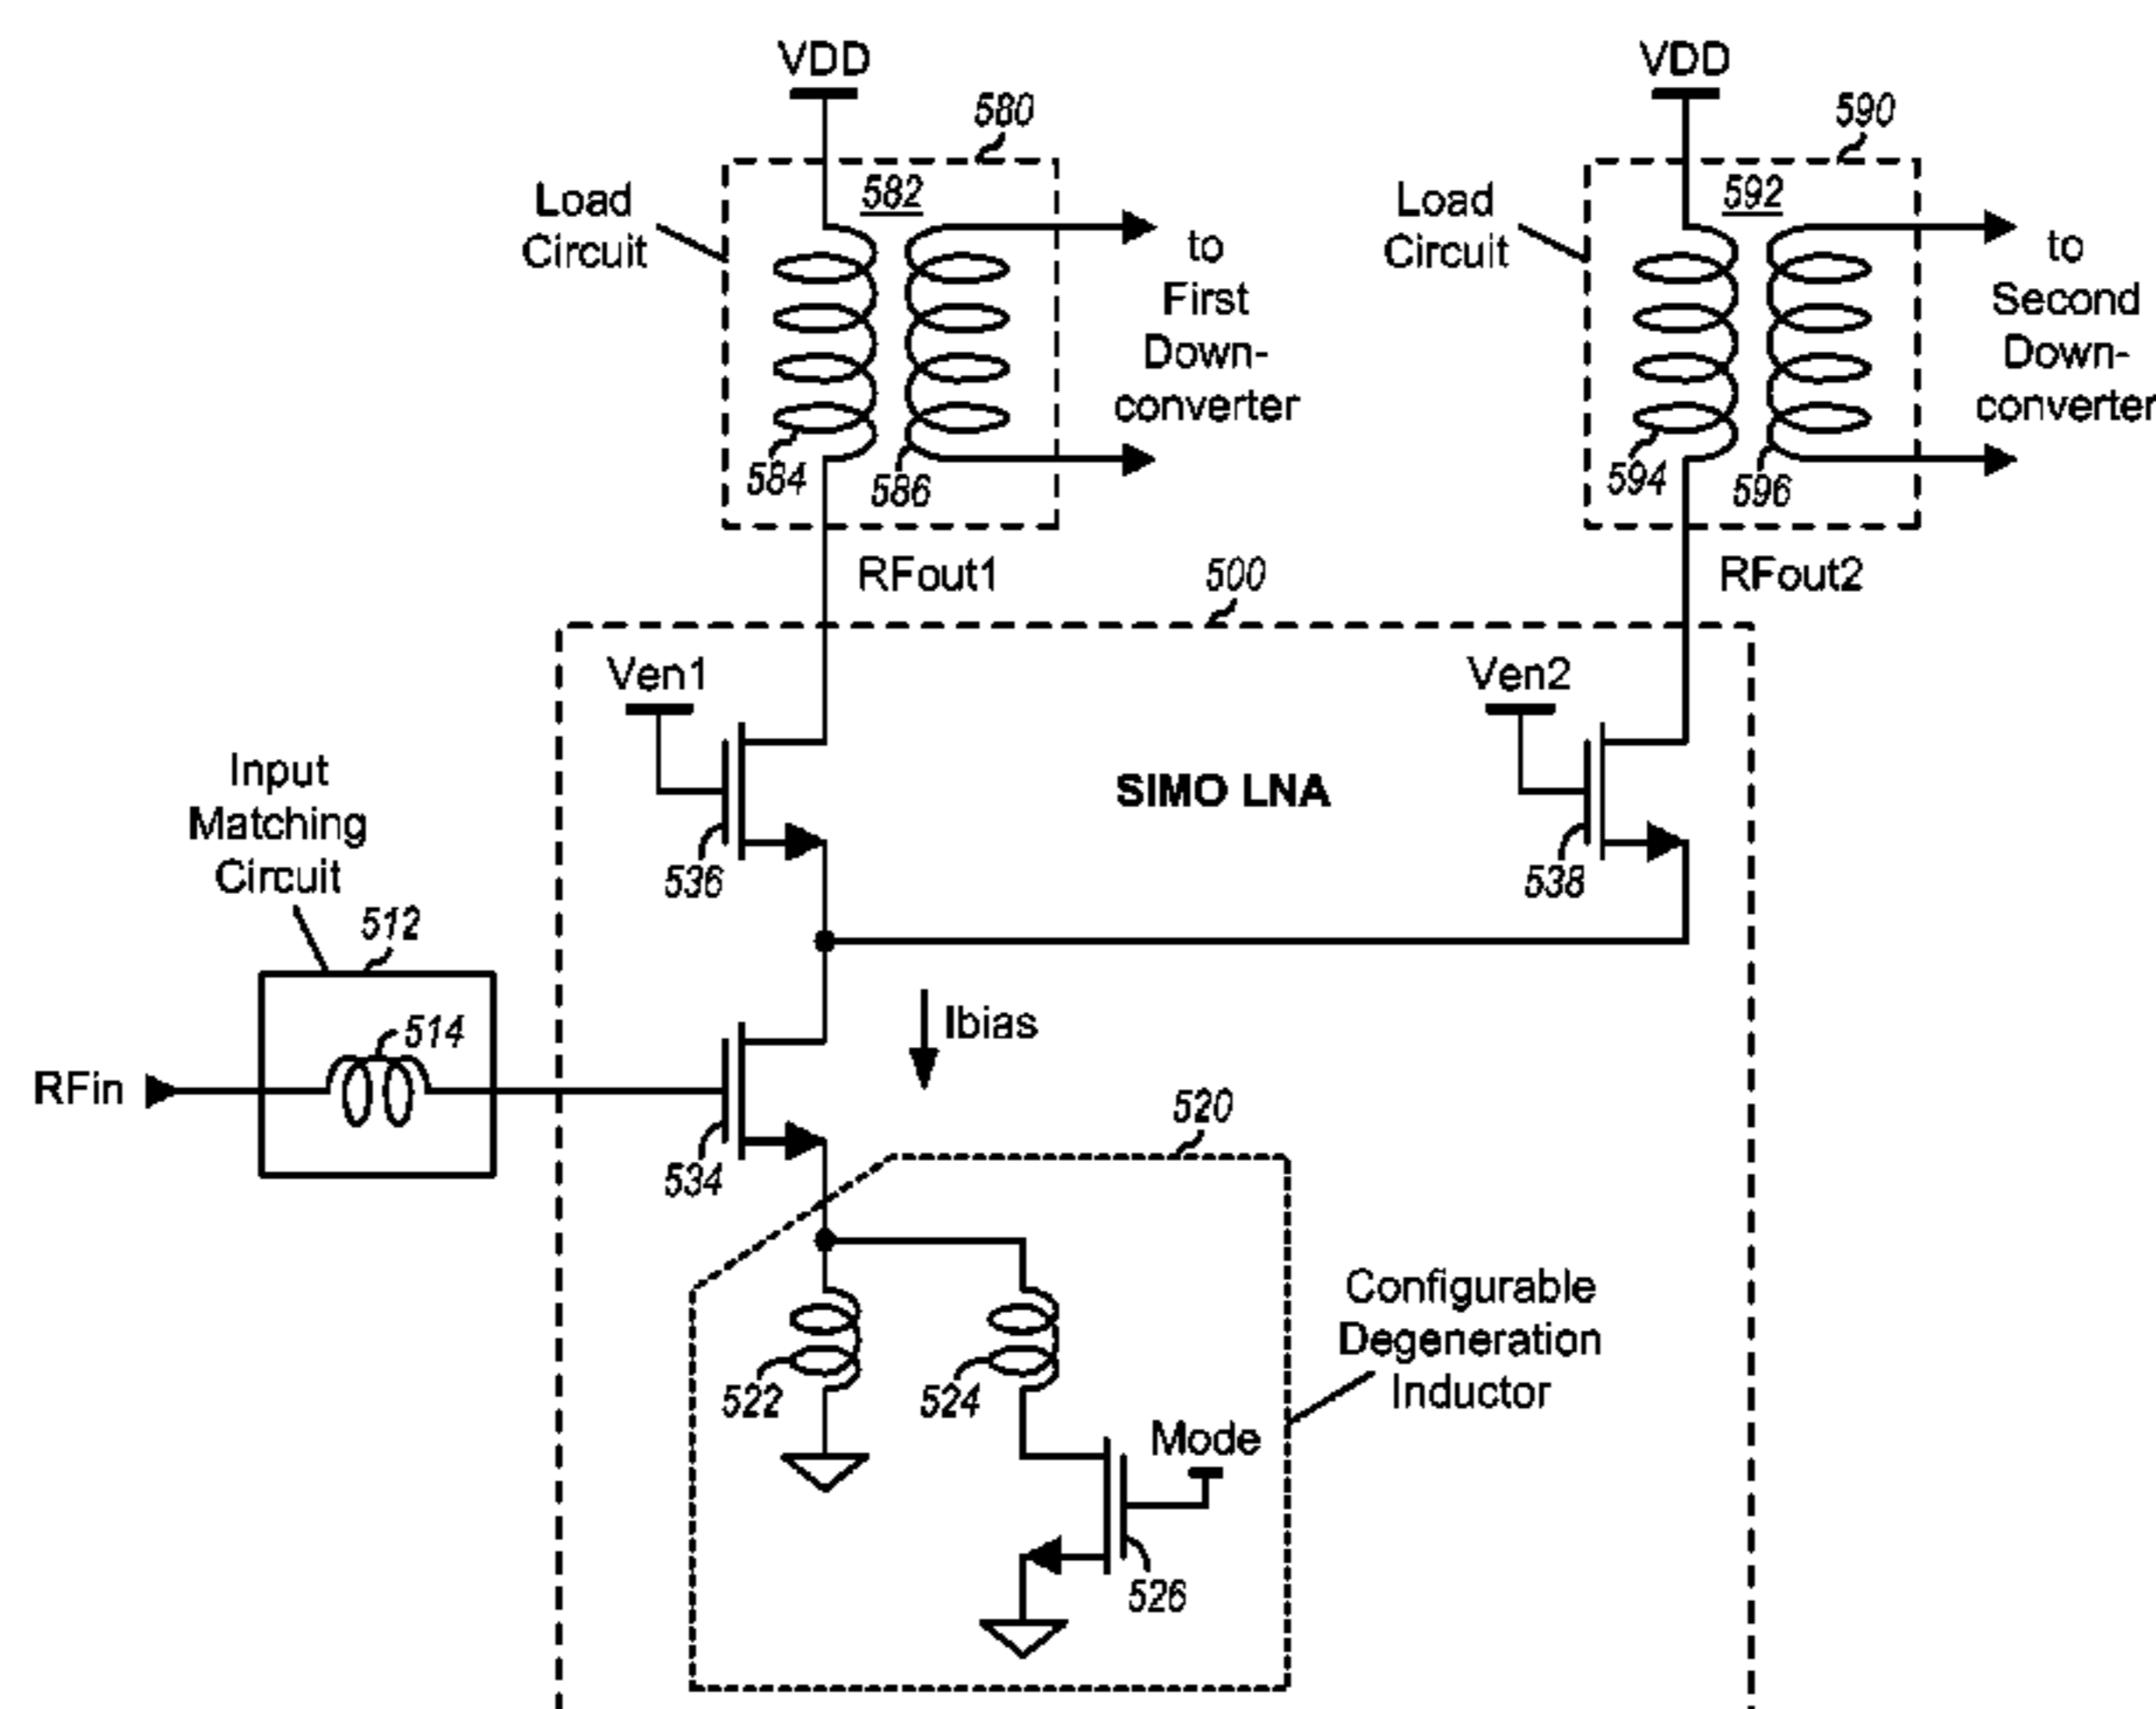 VDD
VDD
580
590
Load
Circuit
582
to
First
Down-
converter
584
586
Load
Circuit
592
to
Second
Down-
converter
594
596
RFout1
500
RFout2
Ven1
Ven2
SIMO LNA
536
538
Input
Matching
Circuit
512
514
RFin
Ibias
534
520
522
524
Configurable
Degeneration
Inductor
Mode
526